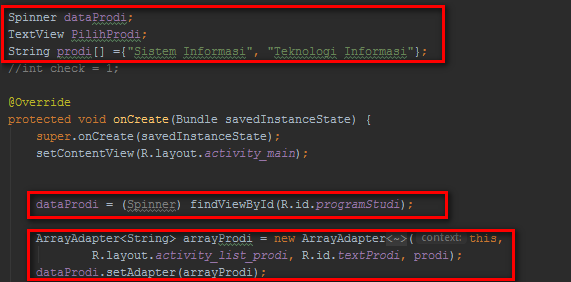 Spinner dataProdi;
TextView PilihProdi;
String prodi[] ={"Sistem Informasi", "Teknologi Informasi"};
//int check = 1;
@Override
protected void onCreate(Bundle savedInstanceState) {
super.onCreate(savedInstanceState);
setContentView(R.layout.activity_main);
dataProdi = (Spinner) findViewById(R.id.programStudi);
ArrayAdapter<String> arrayProdi = new ArrayAdapter<~>( context: this,
R.layout.activity_list_prodi, R.id.textProdi, prodi);
dataProdi.setAdapter(arrayProdi);